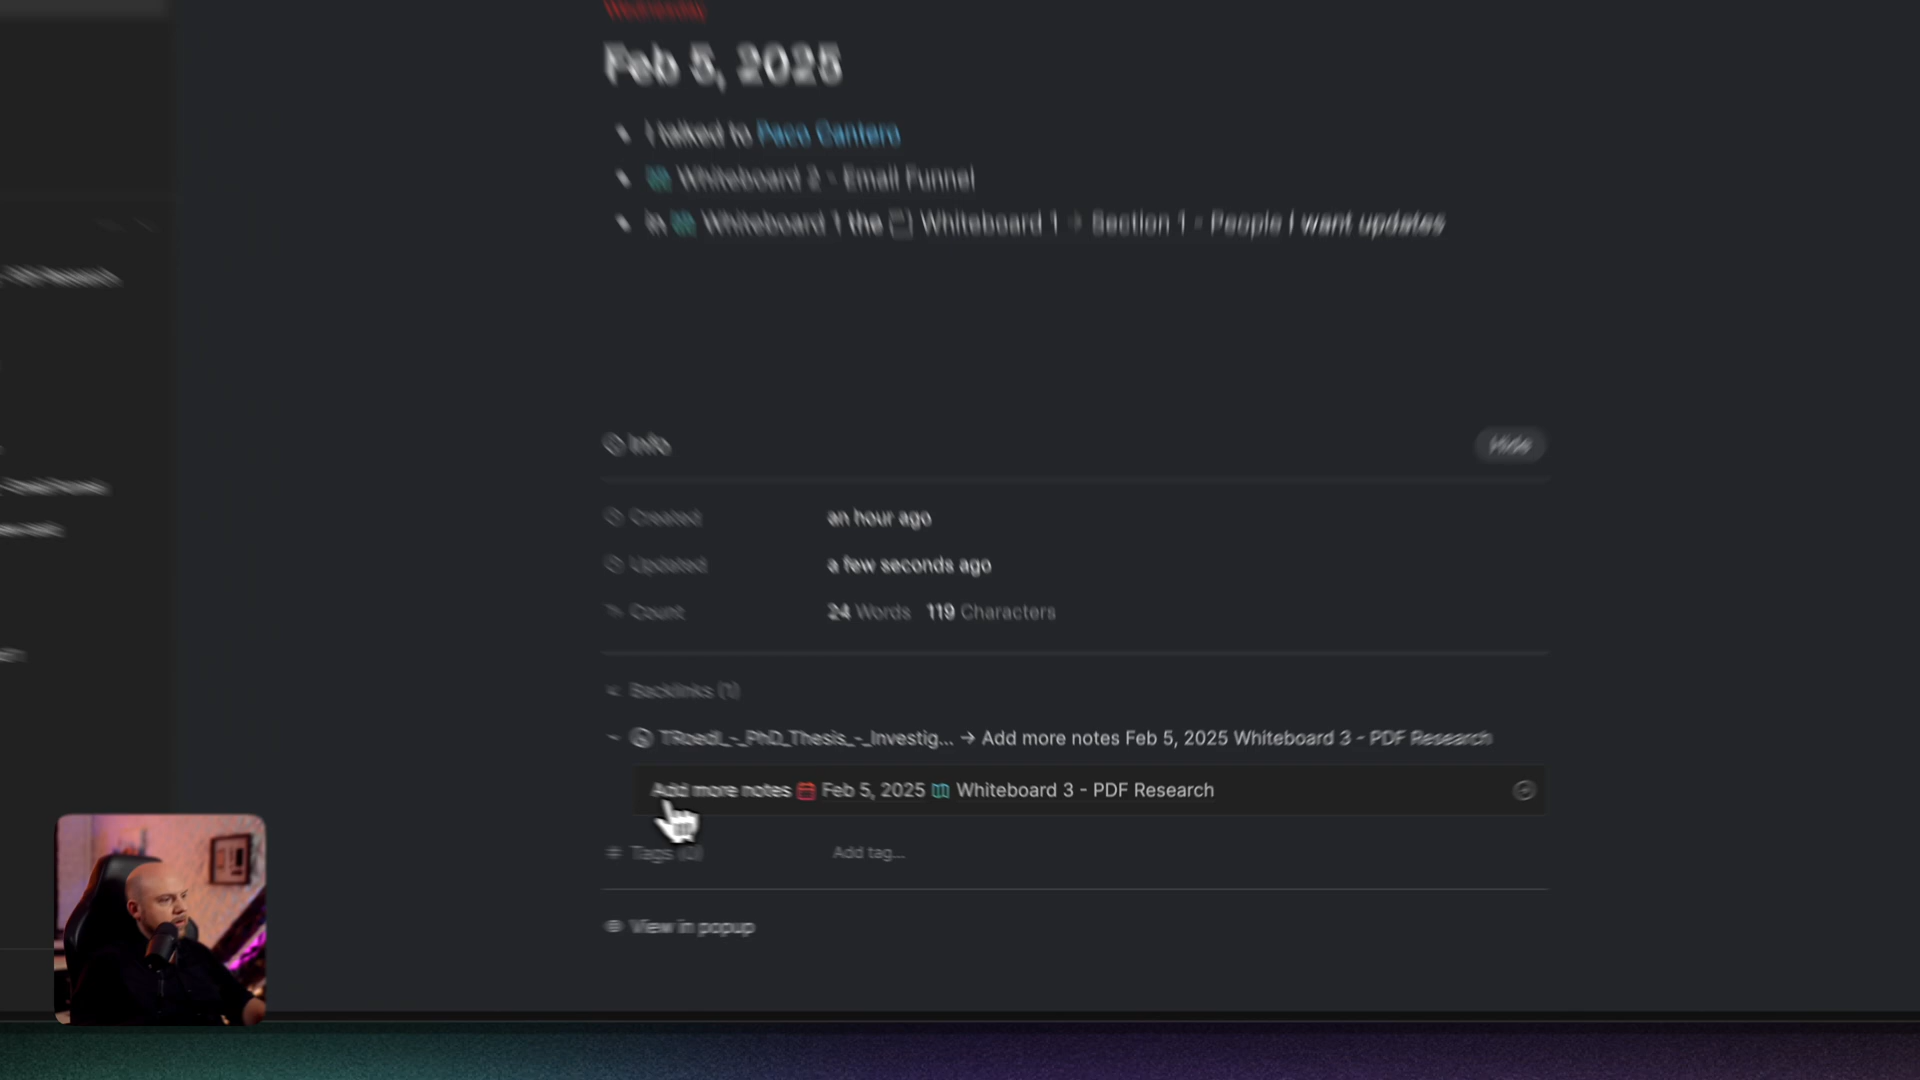 Wednesday
Feb 5, 2025
I talked to Paco Cantero
Whiteboard 2 - Email Funnel
In Whiteboard 1 the Whiteboard 1 > Section 1 - People I want updates
Info
Hide
Created an hour ago
Updated a few seconds ago
Count 24 Words 119 Characters
Backlinks (1)
TRoedl_-_PhD_Thesis_-_Investig... → Add more notes Feb 5, 2025 Whiteboard 3 - PDF Research
Add more notes Feb 5, 2025 Whiteboard 3 - PDF Research
# Tags (0) Add tag...
View in popup